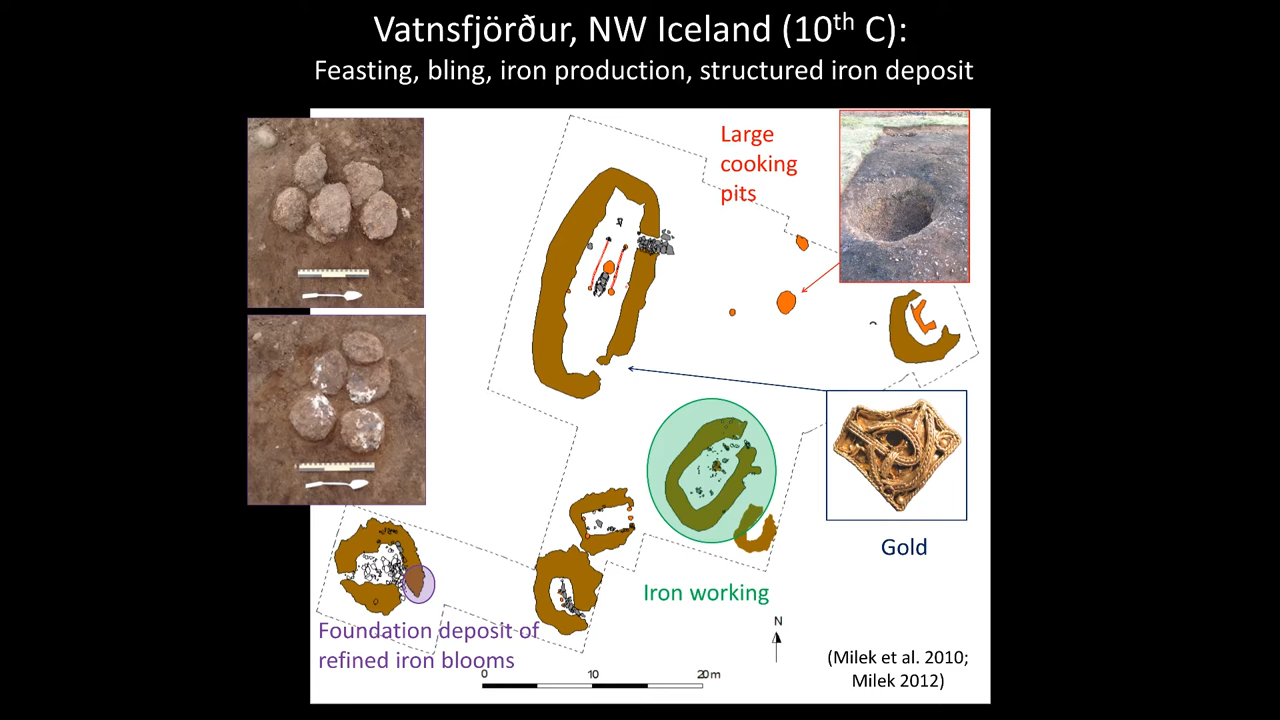 Vatnsfjörður, NW Iceland (10th C):
Feasting, bling, iron production, structured iron deposit
Large
cooking
pits
Gold
Iron working
Foundation deposit of
refined iron blooms
N
0 10 20 m
(Milek et al. 2010;
Milek 2012)